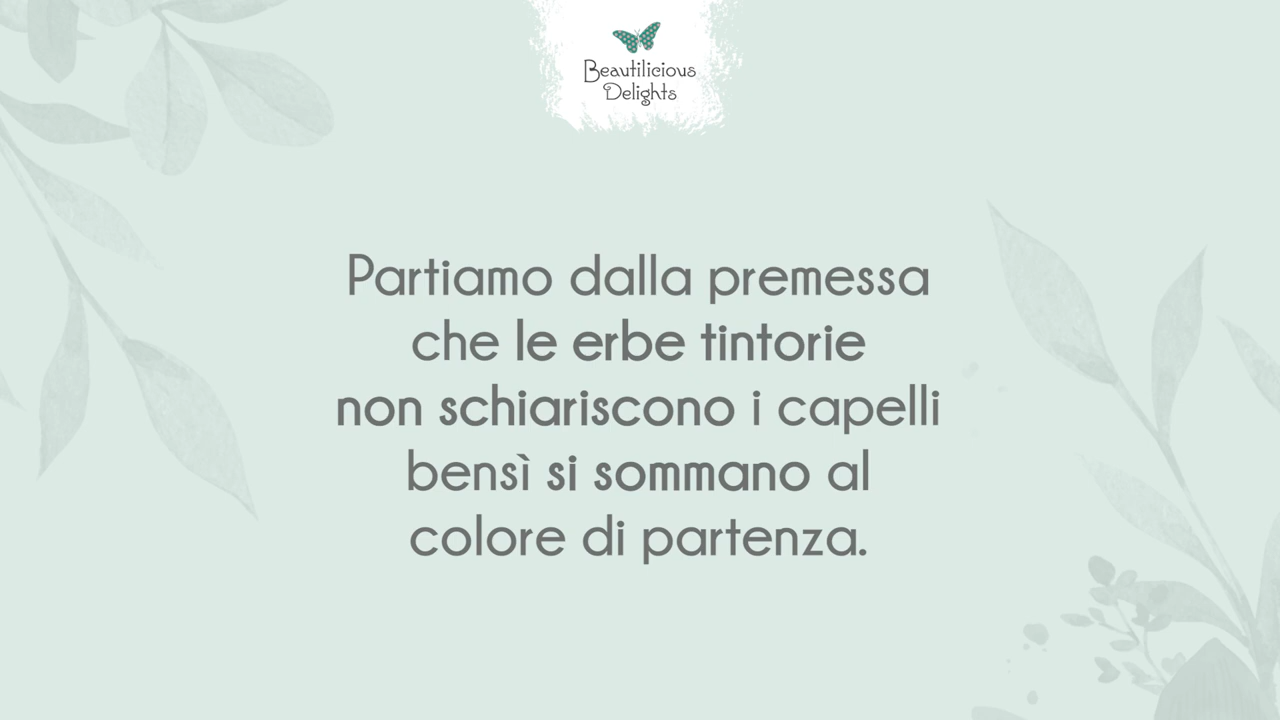 Beautilicious
Delights
Partiamo dalla premessa
che le erbe tintorie
non schiariscono i capelli
bensì si sommano al
colore di partenza.